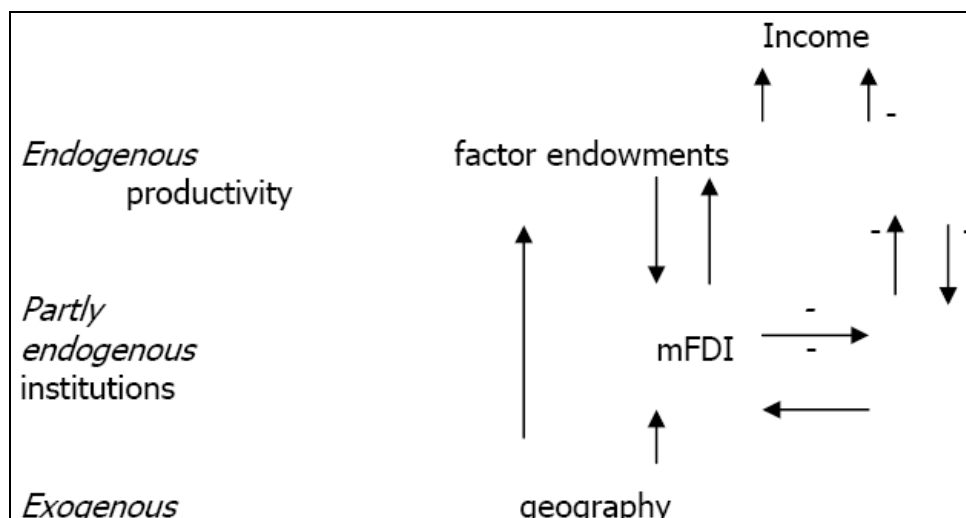 Income
-
Endogenous factor endowments
productivity
- -
Partly -
endogenous mFDI -
institutions
Exogenous geography